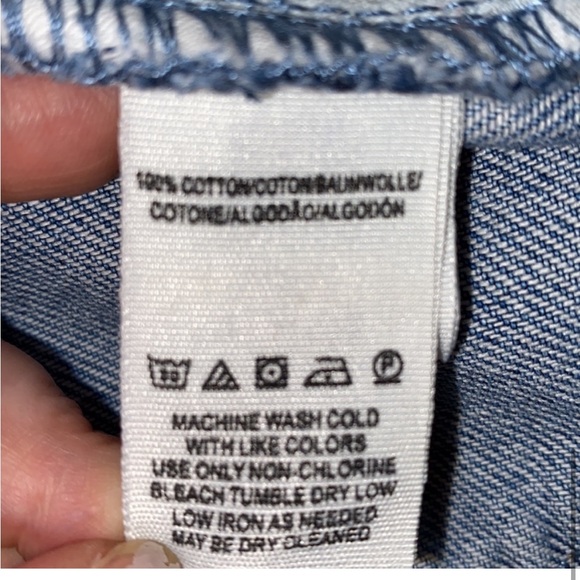 100% COTTON/COTON/BAUMWOLLE/
COTONE/ALGODÃO/ALGODÓN
30
P
MACHINE WASH COLD
WITH LIKE COLORS
USE ONLY NON-CHLORINE
BLEACH TUMBLE DRY LOW
LOW IRON AS NEEDED
MAY BE DRY CLEANED